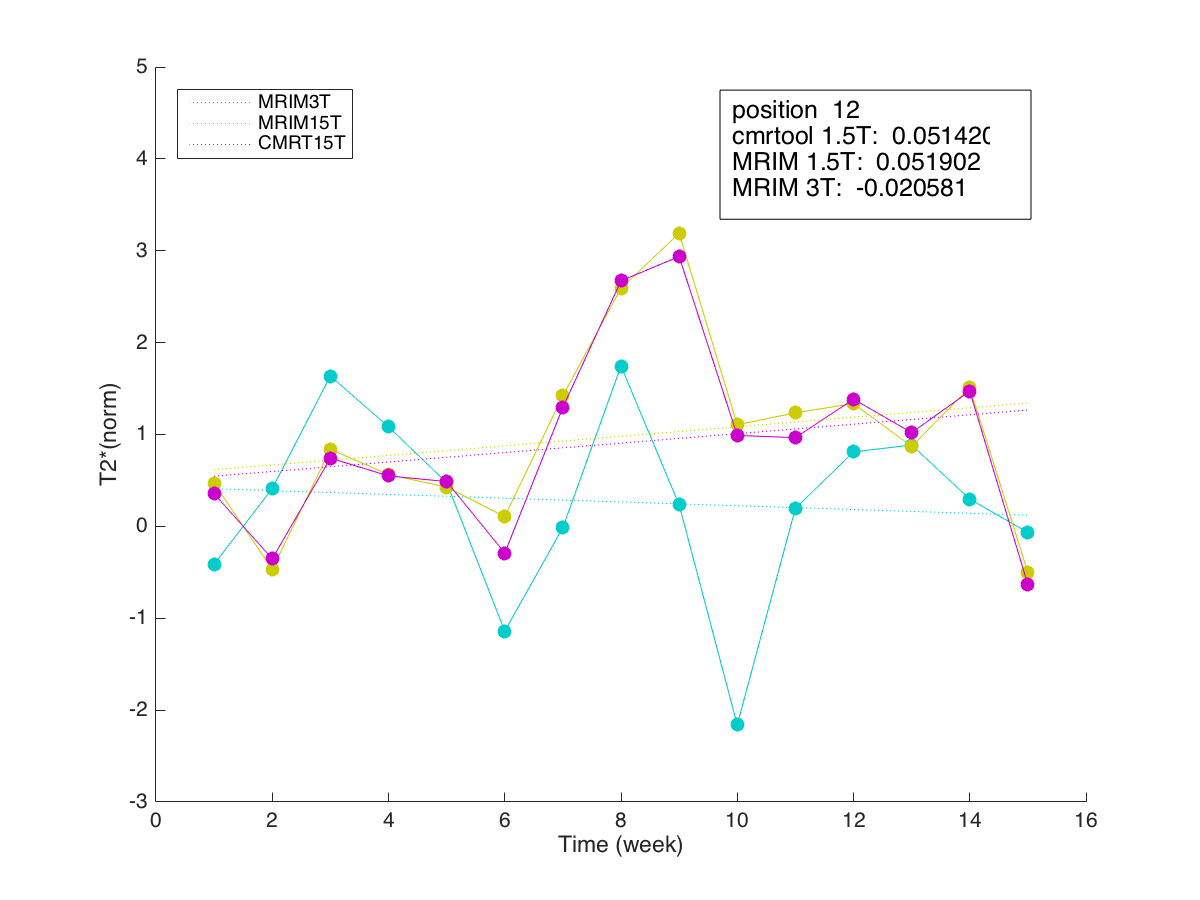 MRIM3T
MRIM15T
CMRT15T
position 12
cmrtool 1.5T: 0.051420
MRIM 1.5T: 0.051902
MRIM 3T: -0.020581
5
4
3
2
1
0
-1
-2
-3
T2*(norm)
0 2 4 6 8 10 12 14 16
Time (week)